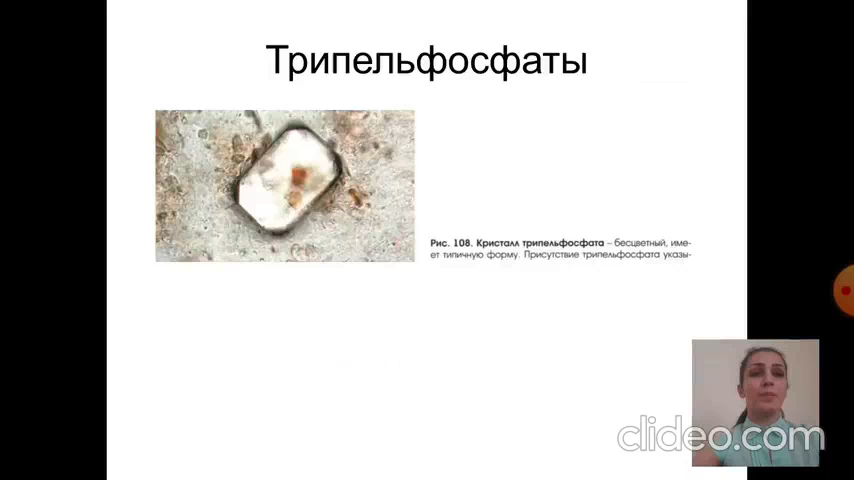 Трипельфосфаты
Рис. 108. Кристалл трипельфосфата – бесцветный, име-
ет типичную форму. Присутствие трипельфосфата указы-
clideo.com